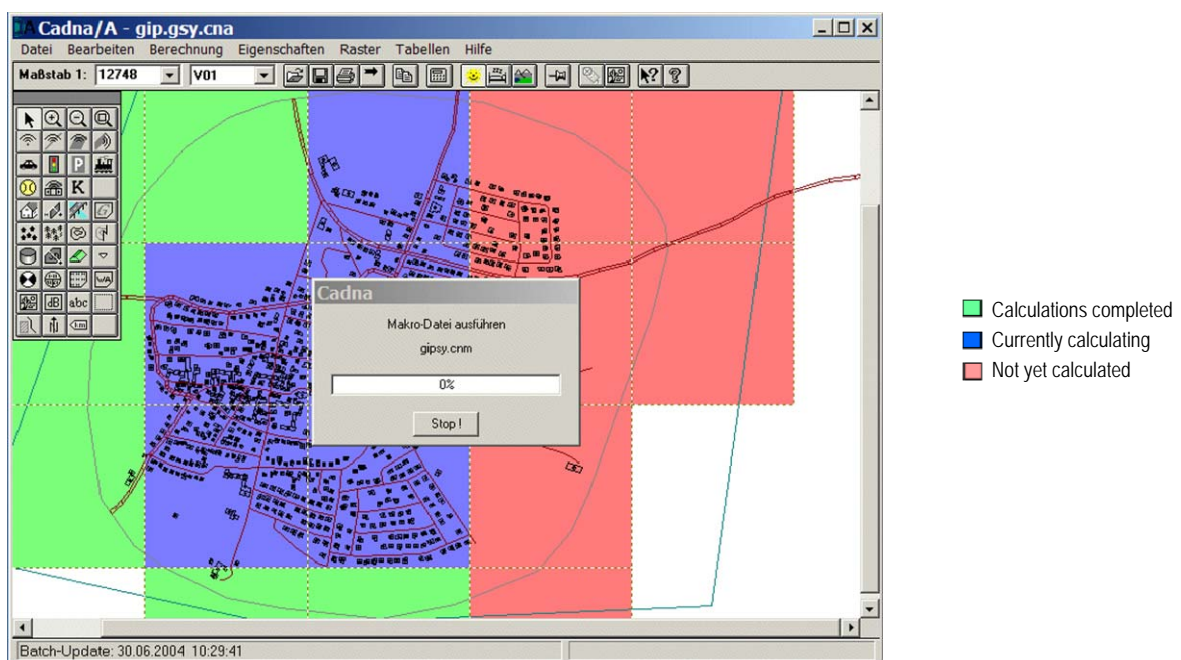 Cadna/A - gip.gsy.cna
Datei Bearbeiten Berechnung Eigenschaften Raster Tabellen Hilfe
Maßstab 1: 12748 V01
P
K
dB abc
Cadna
Makro-Datei ausführen
gipsy.cnm
0%
Stop !
Calculations completed
Currently calculating
Not yet calculated
Batch-Update: 30.06.2004 10:29:41